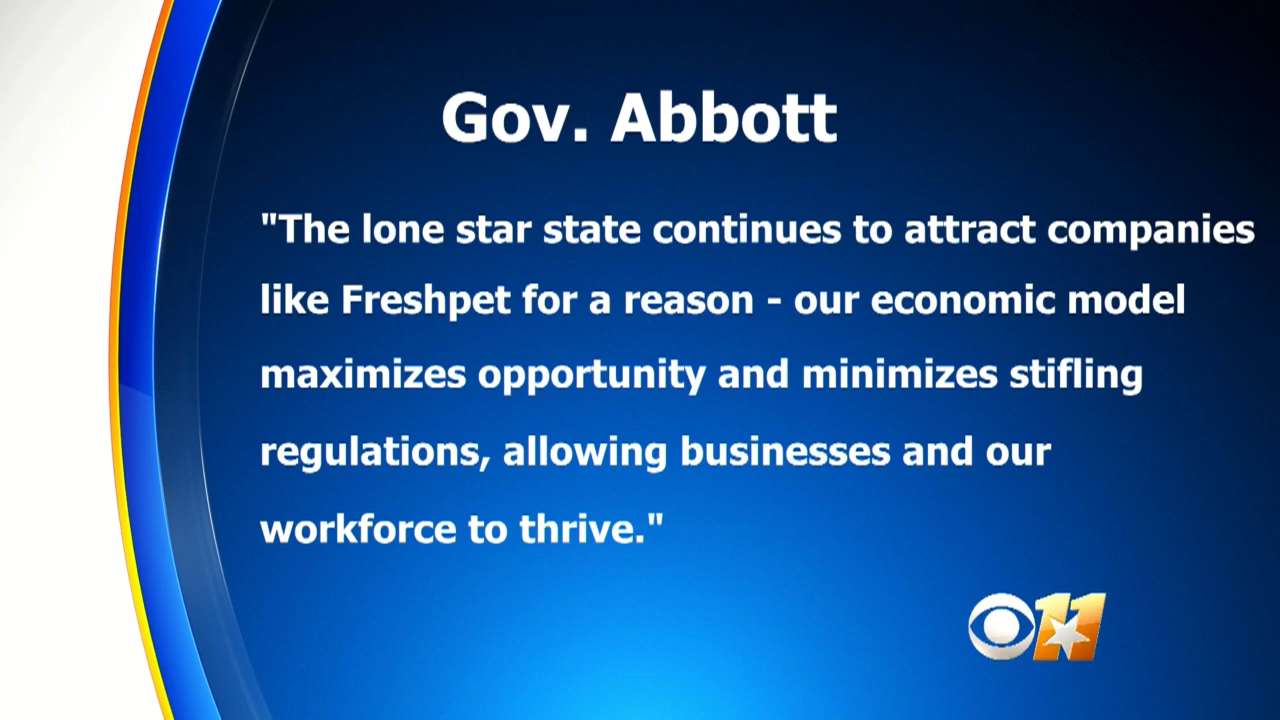 Gov. Abbott
"The lone star state continues to attract companies
like Freshpet for a reason - our economic model
maximizes opportunity and minimizes stifling
regulations, allowing businesses and our
workforce to thrive."
11